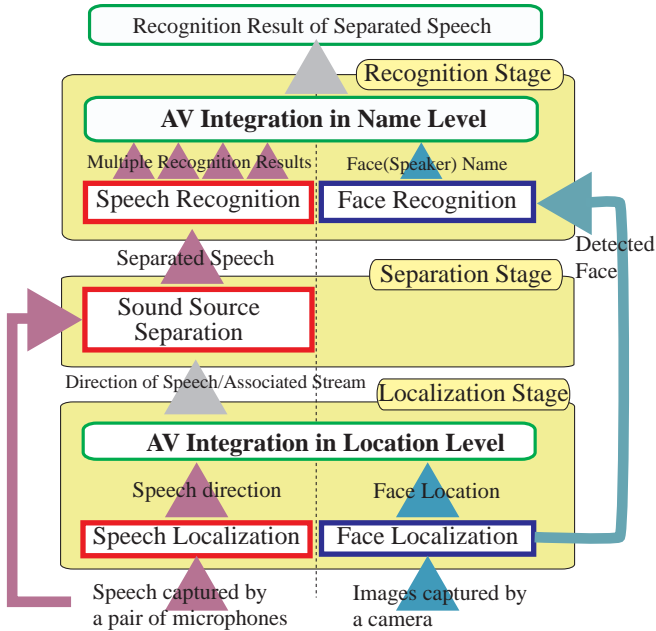 Recognition Result of Separated Speech
Recognition Stage
AV Integration in Name Level
Multiple Recognition Results
Face(Speaker) Name
Speech Recognition
Face Recognition
Detected
Face
Separated Speech
Separation Stage
Sound Source
Separation
Direction of Speech/Associated Stream
Localization Stage
AV Integration in Location Level
Speech direction
Face Location
Speech Localization
Face Localization
Speech captured by
a pair of microphones
Images captured by
a camera